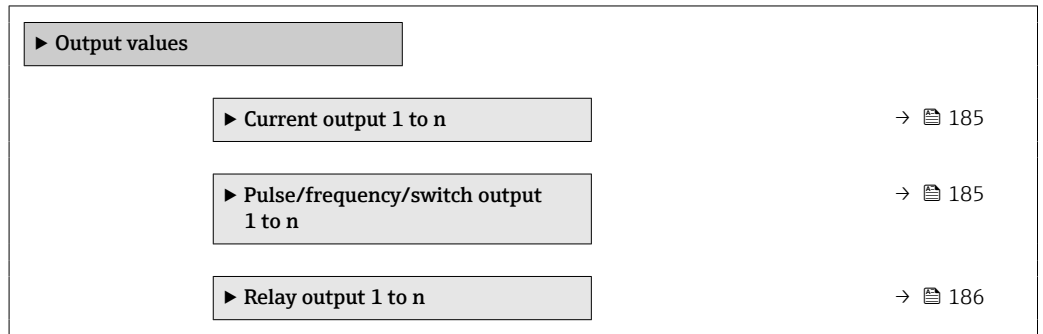 ▶ Output values
▶ Current output 1 to n → 185
▶ Pulse/frequency/switch output
1 to n → 185
▶ Relay output 1 to n → 186